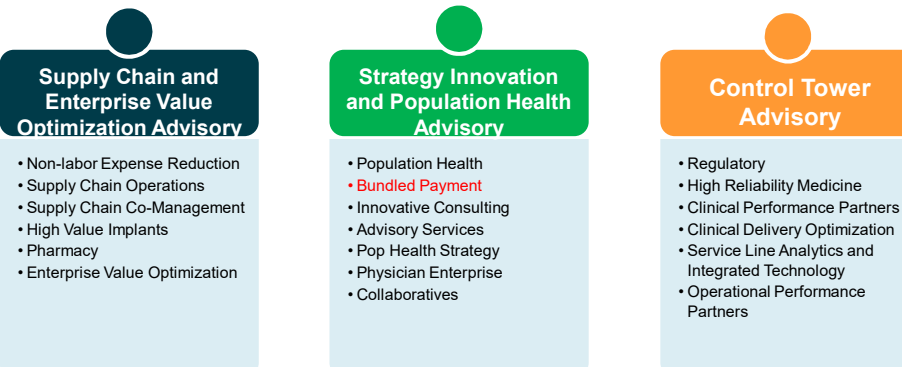 Supply Chain and
Enterprise Value
Optimization Advisory
• Non-labor Expense Reduction
• Supply Chain Operations
• Supply Chain Co-Management
• High Value Implants
• Pharmacy
• Enterprise Value Optimization
Strategy Innovation
and Population Health
Advisory
• Population Health
• Bundled Payment
• Innovative Consulting
• Advisory Services
• Pop Health Strategy
• Physician Enterprise
• Collaboratives
Control Tower
Advisory
• Regulatory
• High Reliability Medicine
• Clinical Performance Partners
• Clinical Delivery Optimization
• Service Line Analytics and
Integrated Technology
• Operational Performance
Partners